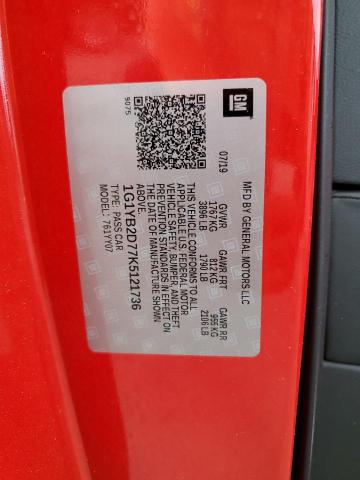 GM
MFD BY GENERAL MOTORS LLC
07/19
GVWR GAWR FRT GAWR RR
1767 KG 812 KG 955 KG
3896 LB 1790 LB 2106 LB
THIS VEHICLE CONFORMS TO ALL
APPLICABLE U.S. FEDERAL MOTOR
VEHICLE SAFETY, BUMPER, AND THEFT
PREVENTION STANDARDS IN EFFECT ON
THE DATE OF MANUFACTURE SHOWN
ABOVE.
1G1YB2D77K5121736
TYPE: PASS CAR
MODEL: 761YY07
9075